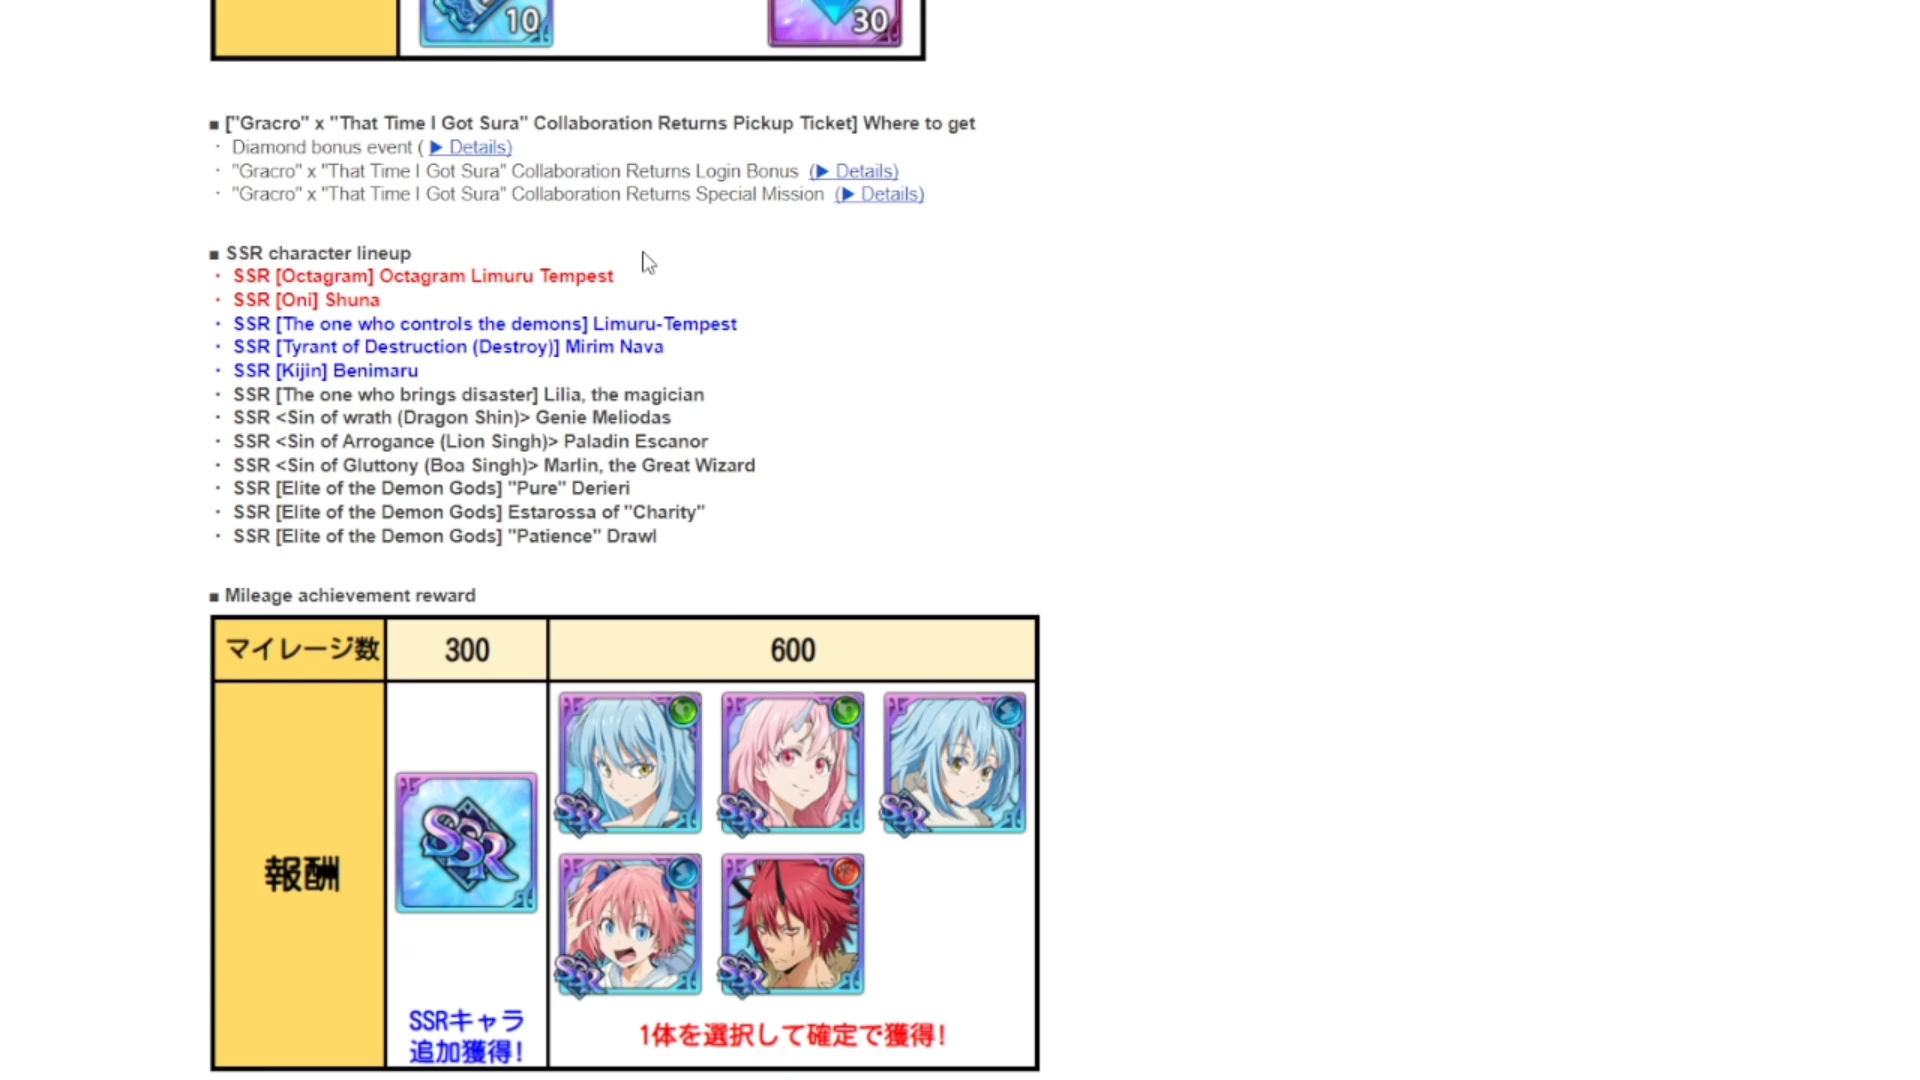 10 30
■ ["Gracro" x "That Time I Got Sura" Collaboration Returns Pickup Ticket] Where to get
・ Diamond bonus event ( ▶ Details)
・ "Gracro" x "That Time I Got Sura" Collaboration Returns Login Bonus (▶ Details)
・ "Gracro" x "That Time I Got Sura" Collaboration Returns Special Mission (▶ Details)
■ SSR character lineup
・ SSR [Octagram] Octagram Limuru Tempest
・ SSR [Oni] Shuna
・ SSR [The one who controls the demons] Limuru-Tempest
・ SSR [Tyrant of Destruction (Destroy)] Mirim Nava
・ SSR [Kijin] Benimaru
・ SSR [The one who brings disaster] Lilia, the magician
・ SSR <Sin of wrath (Dragon Shin)> Genie Meliodas
・ SSR <Sin of Arrogance (Lion Singh)> Paladin Escanor
・ SSR <Sin of Gluttony (Boa Singh)> Marlin, the Great Wizard
・ SSR [Elite of the Demon Gods] "Pure" Derieri
・ SSR [Elite of the Demon Gods] Estarossa of "Charity"
・ SSR [Elite of the Demon Gods] "Patience" Drawl
■ Mileage achievement reward
マイレージ数 300 600
SSR SSR SSR
報酬 SSR
SSR SSR
SSRキャラ
追加獲得!
1体を選択して確定で獲得!